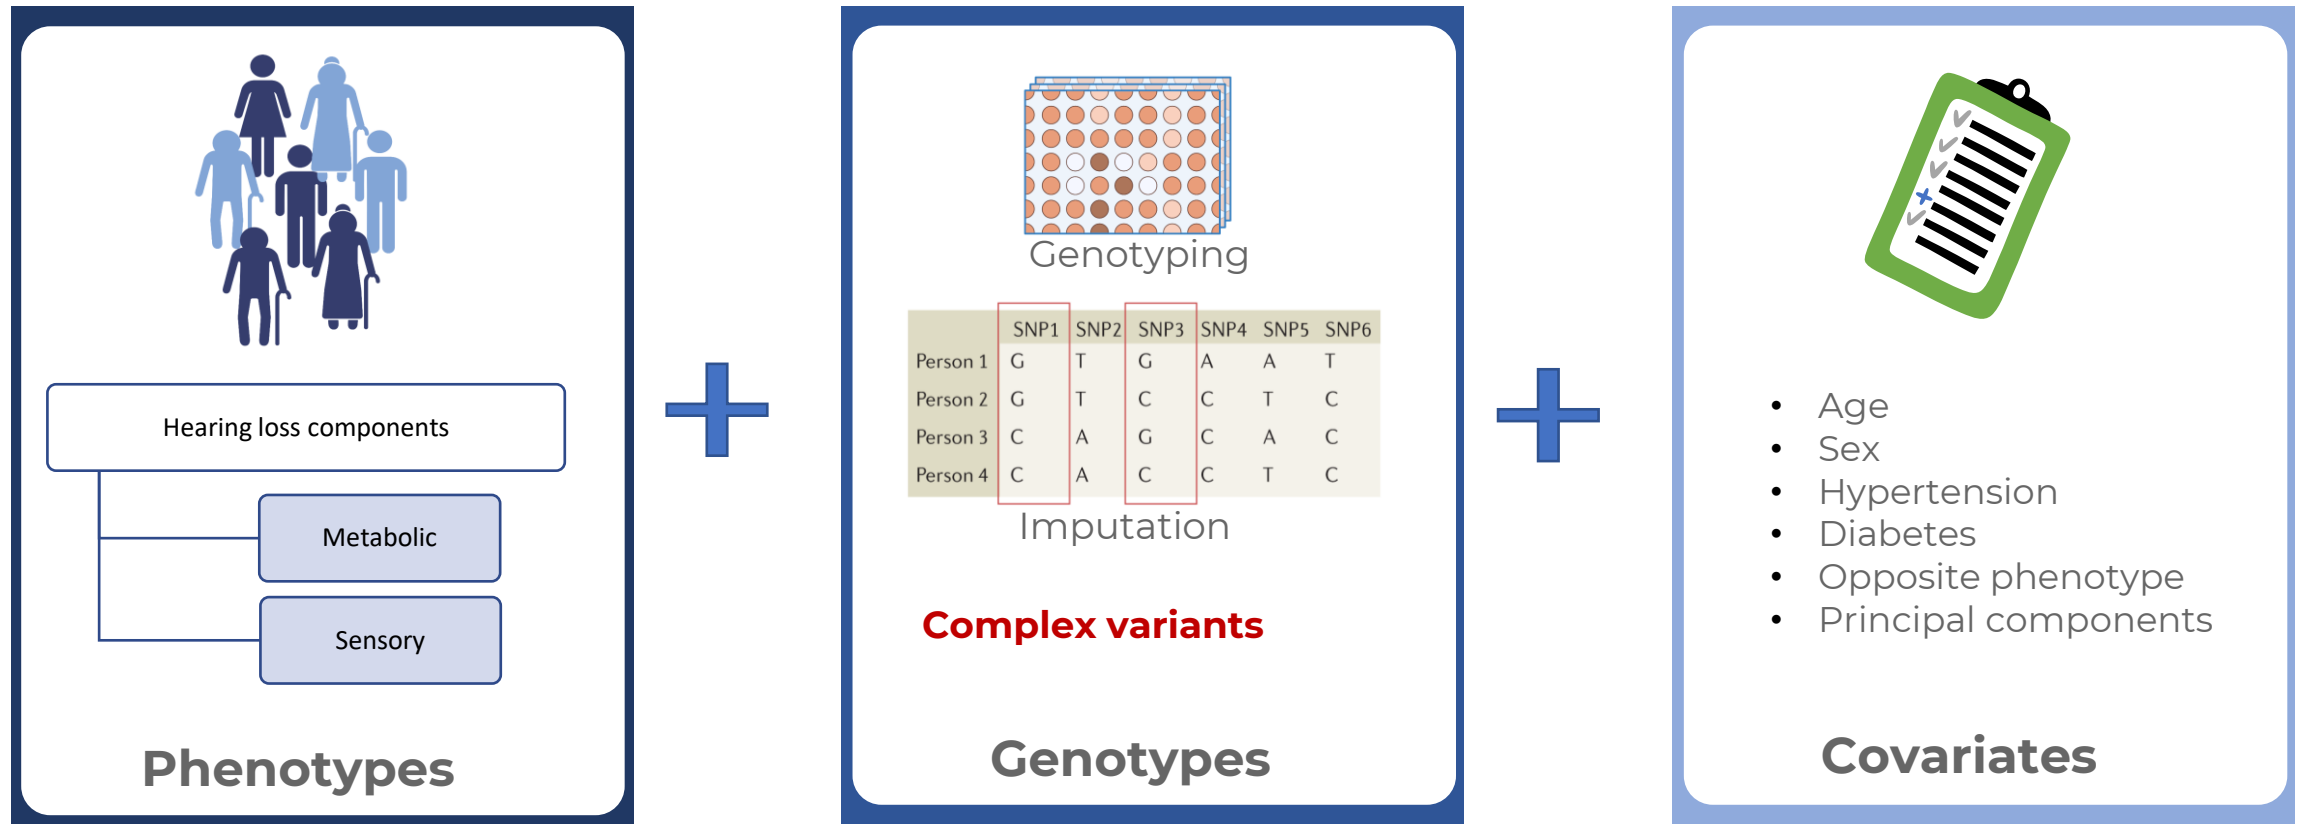 Hearing loss components
Metabolic
Sensory
Phenotypes
Genotyping
SNP1 SNP2 SNP3 SNP4 SNP5 SNP6
Person 1 G T G A A T
Person 2 G T C C T C
Person 3 C A G C A C
Person 4 C A C C T C
Imputation
Complex variants
Genotypes
• Age
• Sex
• Hypertension
• Diabetes
• Opposite phenotype
• Principal components
Covariates